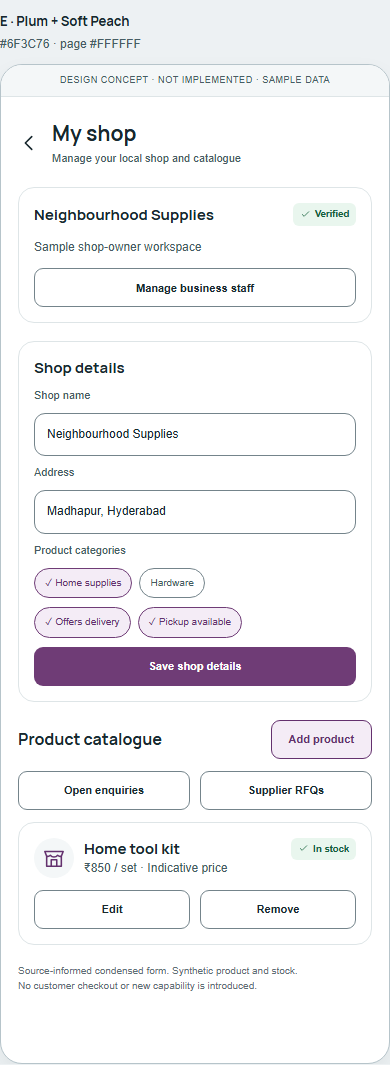 E · Plum + Soft Peach
#6F3C76 · page #FFFFFF
DESIGN CONCEPT · NOT IMPLEMENTED · SAMPLE DATA
My shop
Manage your local shop and catalogue
Neighbourhood Supplies
✓ Verified
Sample shop-owner workspace
Manage business staff
Shop details
Shop name
Neighbourhood Supplies
Address
Madhapur, Hyderabad
Product categories
✓ Home supplies
Hardware
✓ Offers delivery
✓ Pickup available
Save shop details
Product catalogue
Add product
Open enquiries
Supplier RFQs
Home tool kit
✓ In stock
₹850 / set · Indicative price
Edit
Remove
Source-informed condensed form. Synthetic product and stock.
No customer checkout or new capability is introduced.